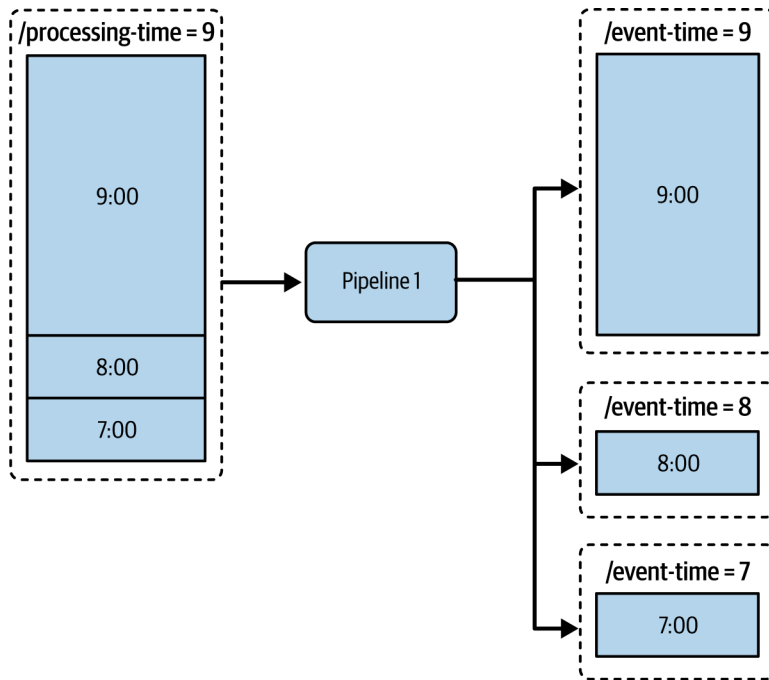 /processing-time = 9
9:00
8:00
7:00
Pipeline 1
/event-time = 9
9:00
/event-time = 8
8:00
/event-time = 7
7:00